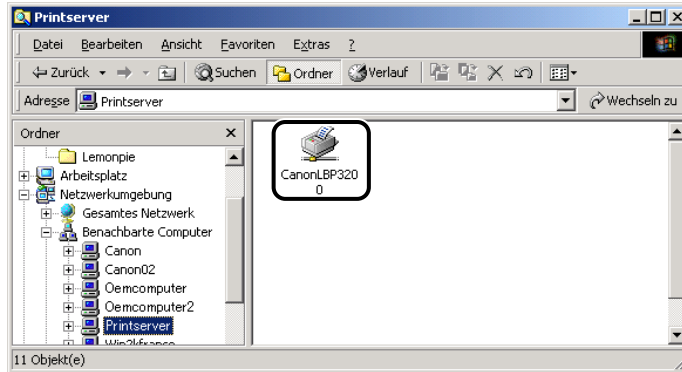 Printserver
Datei Bearbeiten Ansicht Favoriten Extras ?
Zurück Suchen Ordner Verlauf
Adresse Printserver Wechseln zu
Ordner x
Lemonpie
Arbeitsplatz
Netzwerkumgebung
Gesamtes Netzwerk
Benachbarte Computer
Canon
Canon02
Oemcomputer
Oemcomputer2
Printserver
Win2kfrance
CanonLBP320
0
11 Objekt(e)